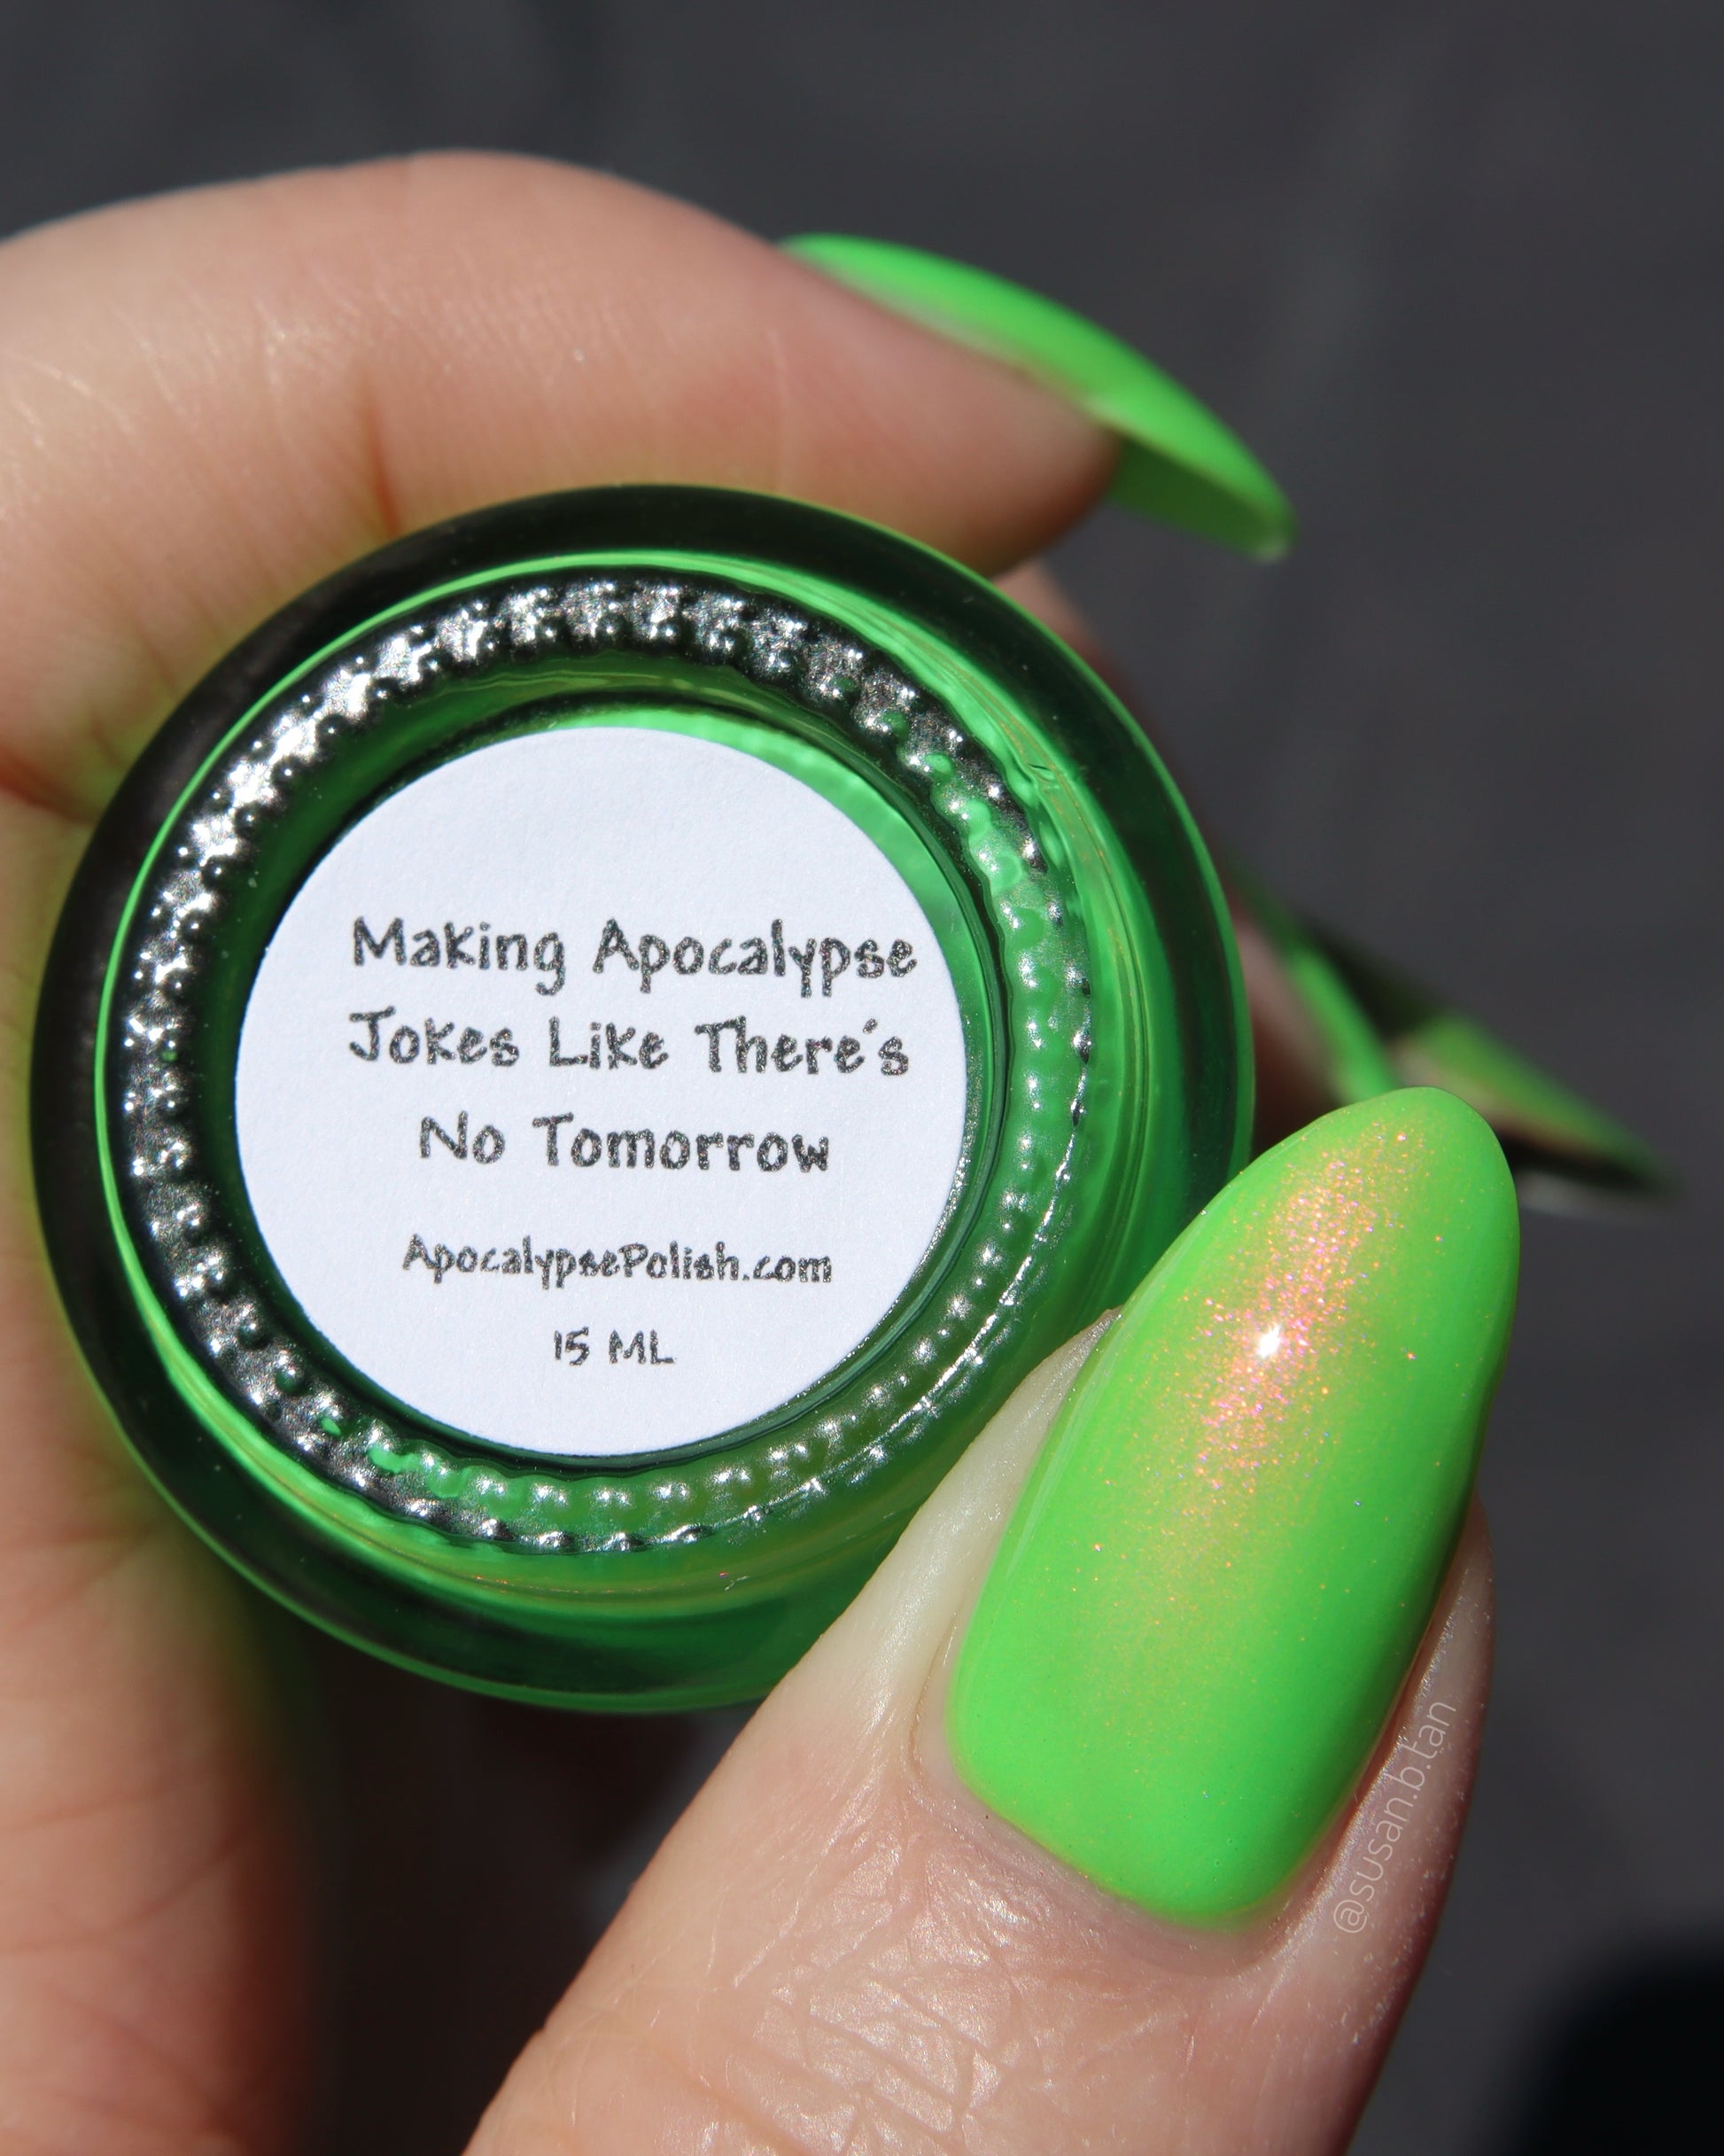 Making Apocalypse
Jokes Like There's
No Tomorrow
ApocalypsePolish.com
15 ML
@susan.b.tan